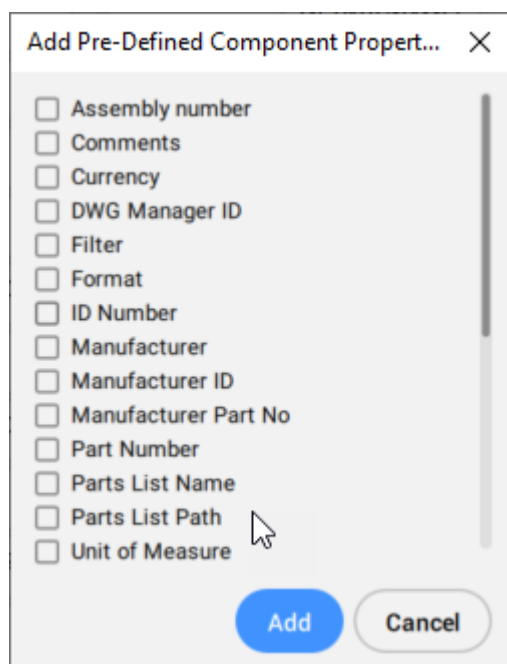 Add Pre-Defined Component Propert...
Assembly number
Comments
Currency
DWG Manager ID
Filter
Format
ID Number
Manufacturer
Manufacturer ID
Manufacturer Part No
Part Number
Parts List Name
Parts List Path
Unit of Measure
Add Cancel